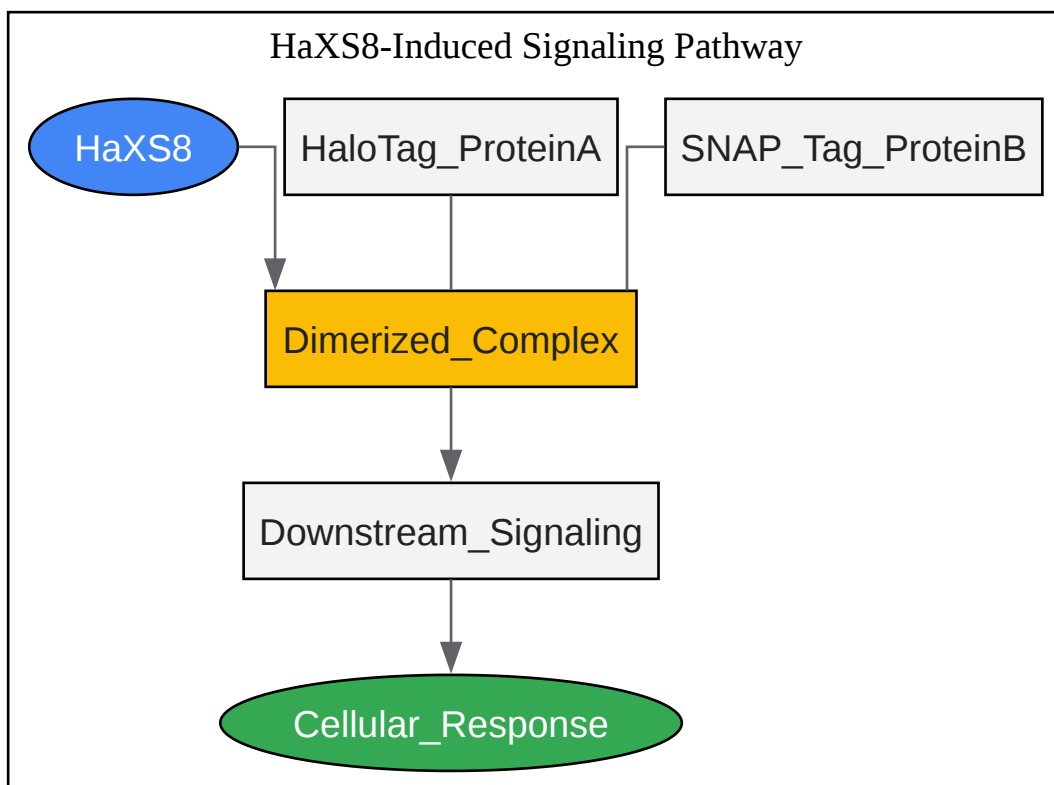 HaXS8-Induced Signaling Pathway
HaXS8
HaloTag_ProteinA
SNAP_Tag_ProteinB
Dimerized_Complex
Downstream_Signaling
Cellular_Response